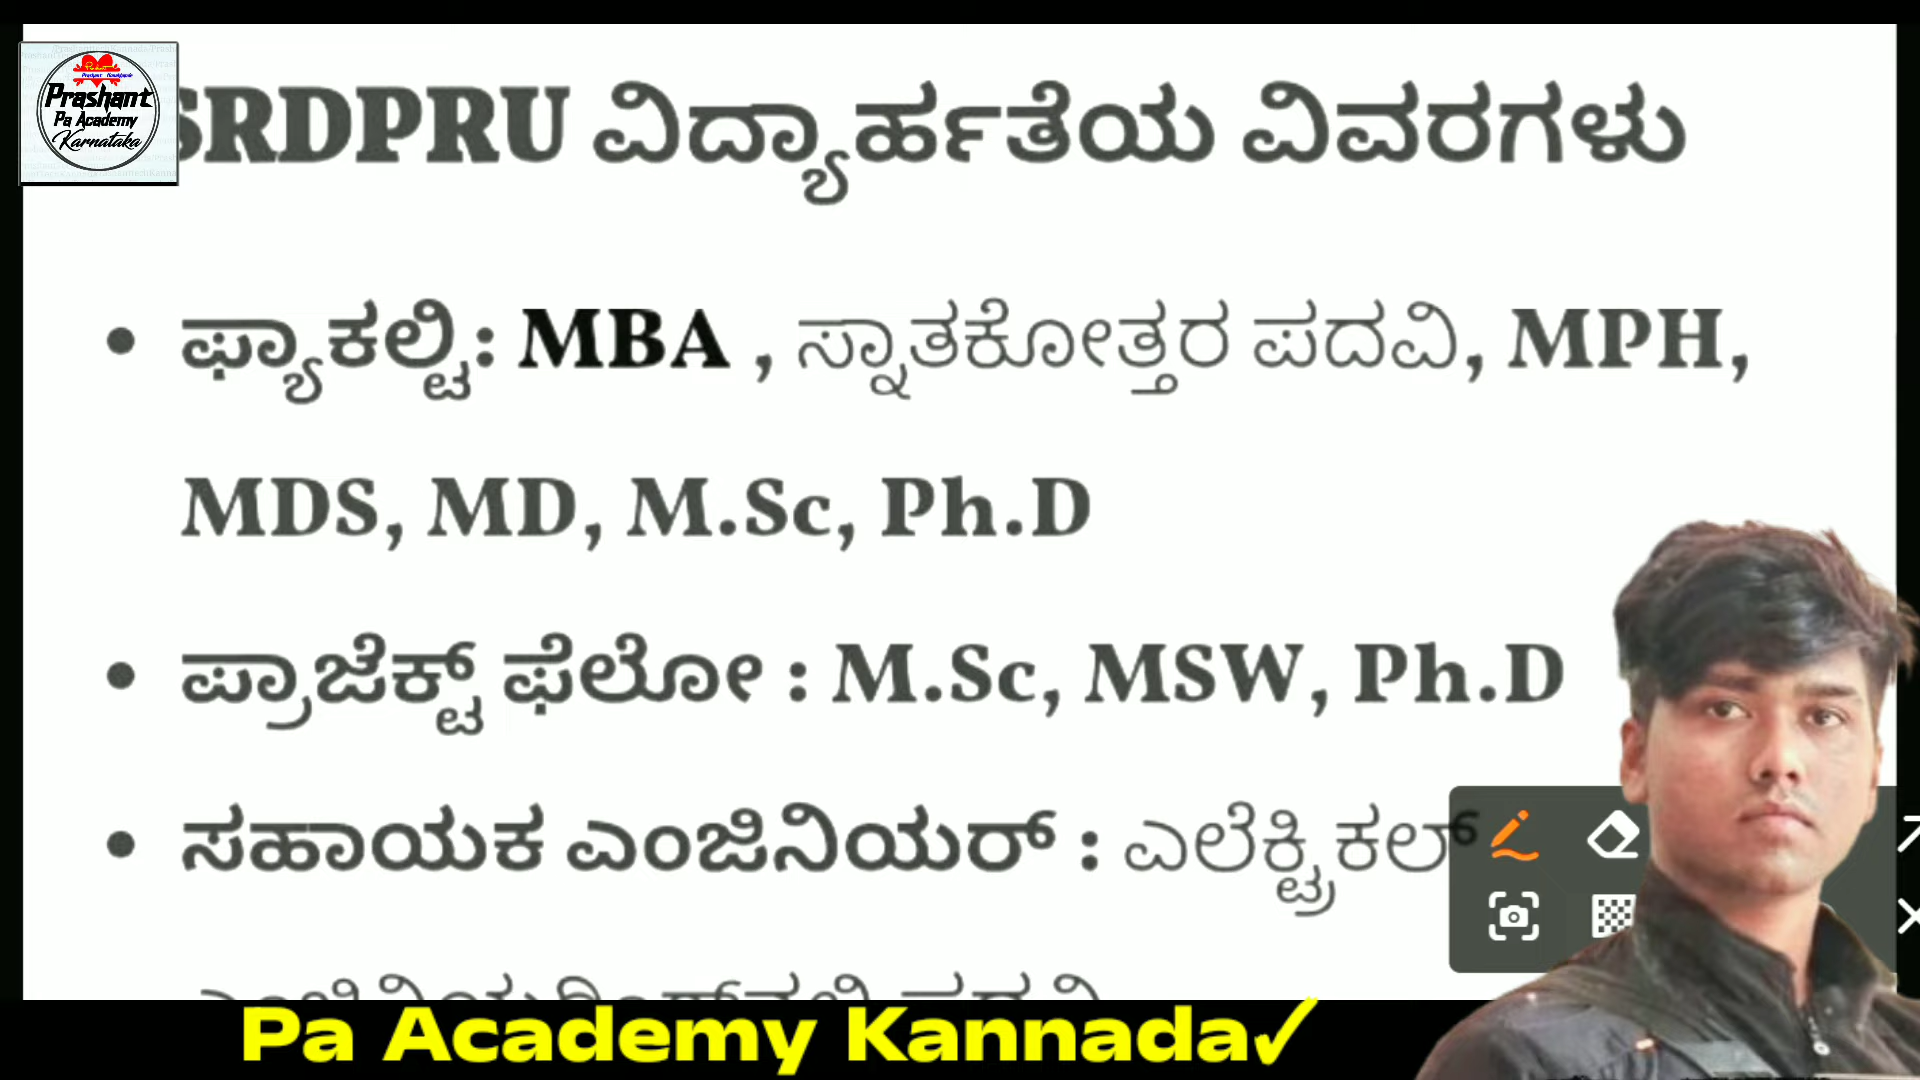 Prashant
Pa Academy
Karnataka
SRDPRU ವಿದ್ಯಾರ್ಹತೆಯ ವಿವರಗಳು
• ಫ್ಯಾಕಲ್ಟಿ: MBA , ಸ್ನಾತಕೋತ್ತರ ಪದವಿ, MPH,
MDS, MD, M.Sc, Ph.D
• ಪ್ರಾಜೆಕ್ಟ್ ಫೆಲೋ : M.Sc, MSW, Ph.D
• ಸಹಾಯಕ ಎಂಜಿನಿಯರ್ : ಎಲೆಕ್ಟ್ರಿಕಲ್
Pa Academy Kannada✓